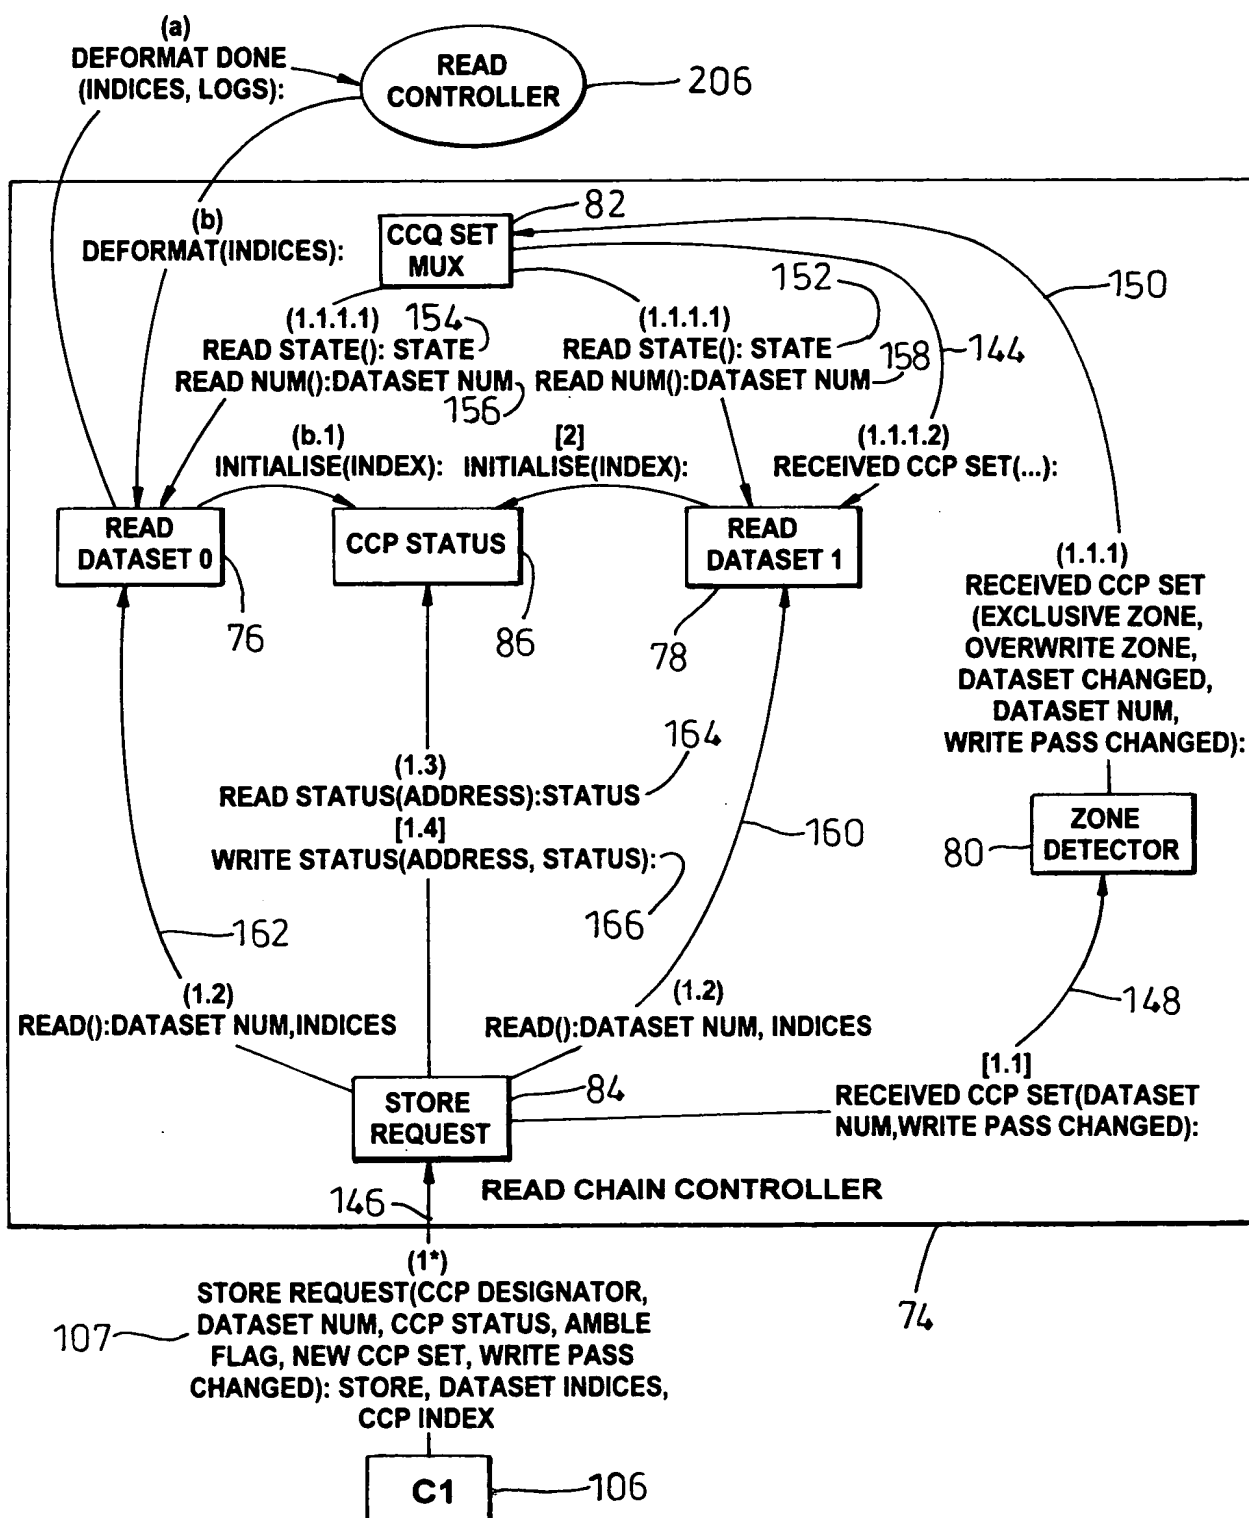 (a)
DEFORMAT DONE
(INDICES, LOGS):
READ
CONTROLLER
206
(b)
DEFORMAT(INDICES):
CCQ SET
MUX
82
152
150
(1.1.1.1)
154
READ STATE(): STATE
READ NUM():DATASET NUM
156
(1.1.1.1)
READ STATE(): STATE
READ NUM():DATASET NUM
158
144
(b.1)
INITIALISE(INDEX):
[2]
INITIALISE(INDEX):
(1.1.1.2)
RECEIVED CCP SET(...):
READ
DATASET 0
CCP STATUS
READ
DATASET 1
76
86
78
(1.1.1)
RECEIVED CCP SET
(EXCLUSIVE ZONE,
OVERWRITE ZONE,
DATASET CHANGED,
DATASET NUM,
WRITE PASS CHANGED):
164
(1.3)
READ STATUS(ADDRESS):STATUS
[1.4]
WRITE STATUS(ADDRESS, STATUS):
166
160
ZONE
DETECTOR
80
162
148
(1.2)
READ():DATASET NUM,INDICES
(1.2)
READ():DATASET NUM, INDICES
[1.1]
RECEIVED CCP SET(DATASET
NUM,WRITE PASS CHANGED):
STORE
REQUEST
84
146
READ CHAIN CONTROLLER
74
(1*)
STORE REQUEST(CCP DESIGNATOR,
DATASET NUM, CCP STATUS, AMBLE
FLAG, NEW CCP SET, WRITE PASS
CHANGED): STORE, DATASET INDICES,
CCP INDEX
107
C1
106